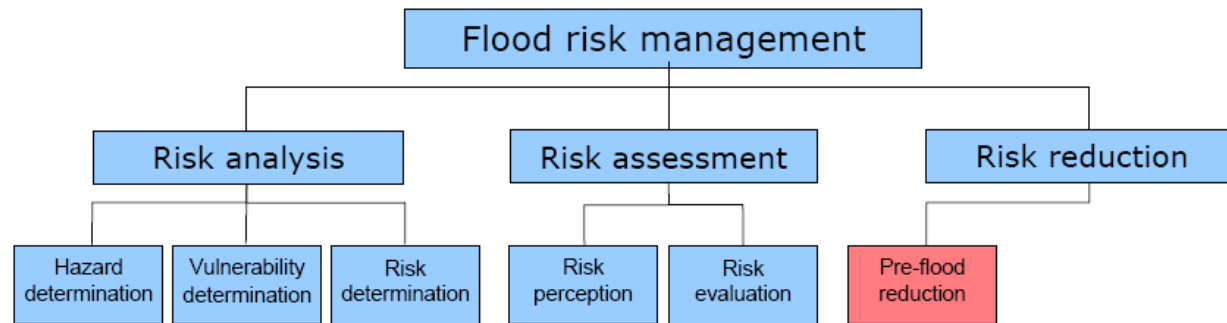 Flood risk management
Risk analysis
Risk assessment
Risk reduction
Hazard
determination
Vulnerability
determination
Risk
determination
Risk
perception
Risk
evaluation
Pre-flood
reduction